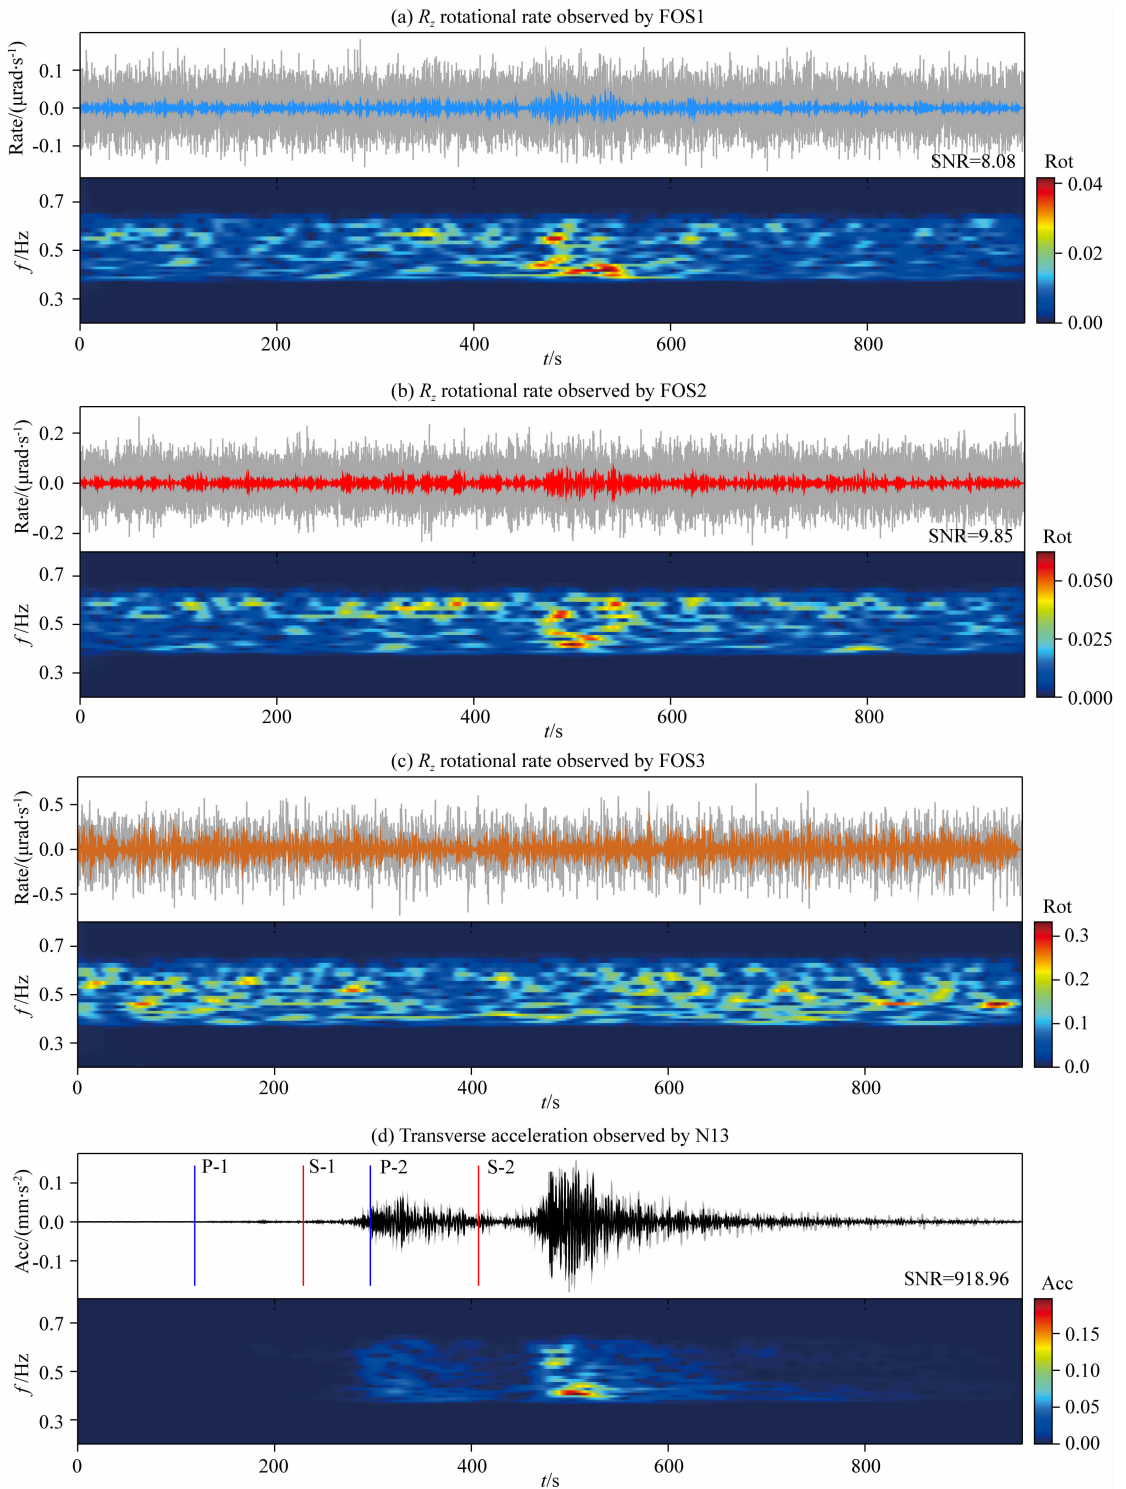 (a) Rz rotational rate observed by FOS1
Rate/(μrad·s-1)
0.1
0.0
-0.1
SNR=8.08
Rot
f/Hz
0.7
0.5
0.3
0.04
0.02
0.00
0 200 400 600 800
t/s
(b) Rz rotational rate observed by FOS2
Rate/(μrad·s-1)
0.2
0.0
-0.2
SNR=9.85
Rot
f/Hz
0.7
0.5
0.3
0.050
0.025
0.000
0 200 400 600 800
t/s
(c) Rz rotational rate observed by FOS3
Rate/(μrad·s-1)
0.5
0.0
-0.5
Rot
f/Hz
0.7
0.5
0.3
0.3
0.2
0.1
0.0
0 200 400 600 800
t/s
(d) Transverse acceleration observed by N13
Acc/(mm·s-2)
0.1
0.0
-0.1
P-1 S-1 P-2 S-2
SNR=918.96
Acc
f/Hz
0.7
0.5
0.3
0.15
0.10
0.05
0.00
0 200 400 600 800
t/s